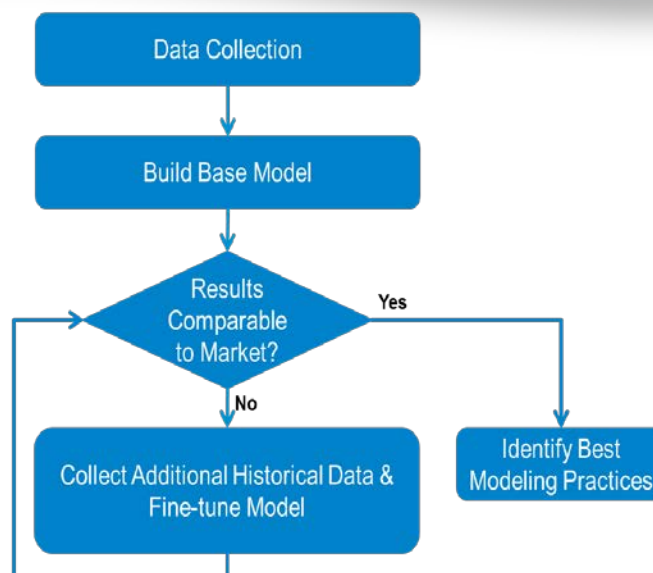 Data Collection
Build Base Model
Results
Comparable
to Market?
Yes
No
Collect Additional Historical Data &
Fine-tune Model
Identify Best
Modeling Practices